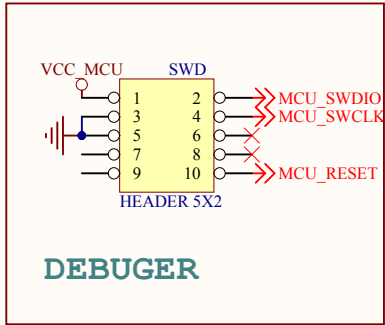 VCC_MCU SWD
1 2 MCU_SWDIO
3 4 MCU_SWCLK
5 6
7 8
9 10 MCU_RESET
HEADER 5X2
DEBUGER